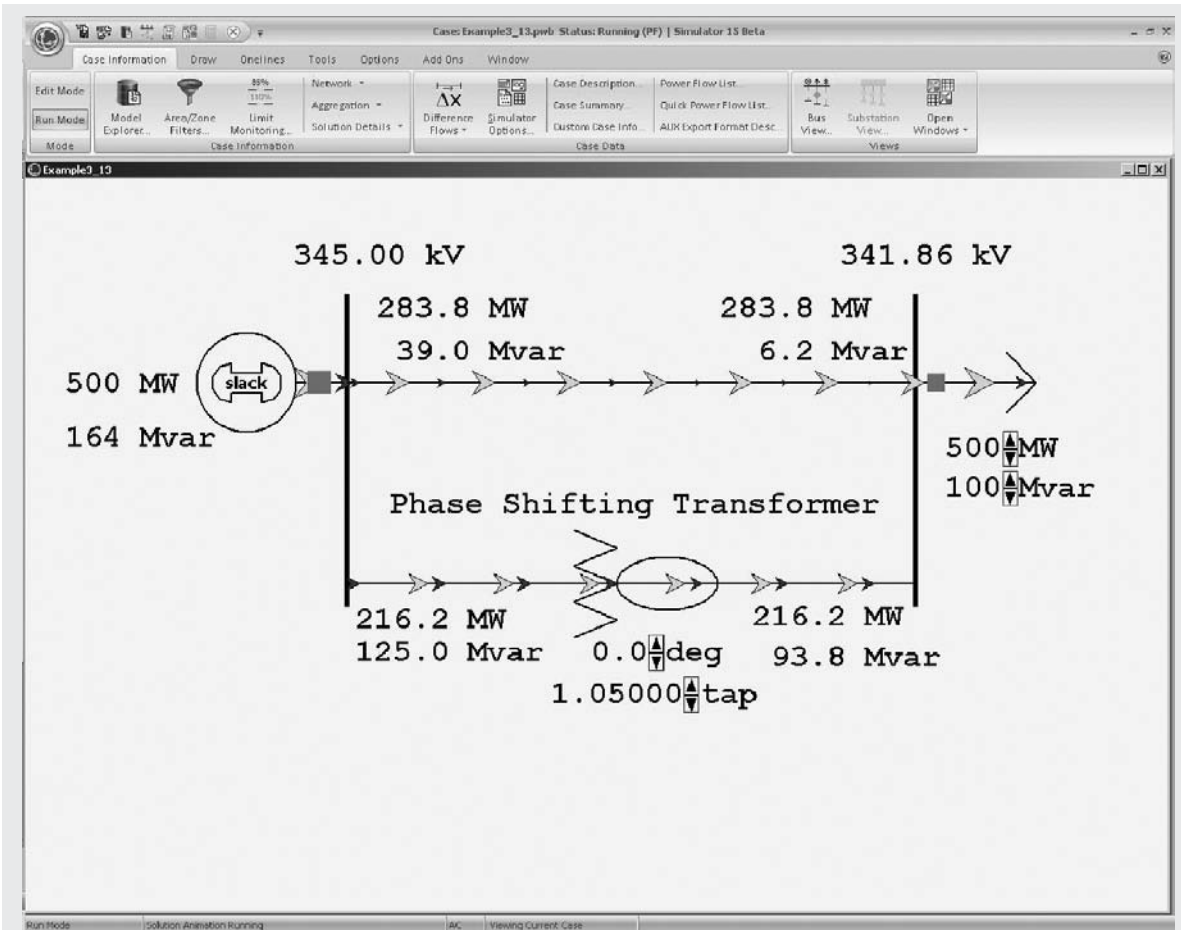 Case: Example3_13.pwb Status: Running (PF) | Simulator 15 Beta
Case Information Draw Onelines Tools Options Add Ons Window
Edit Mode
Run Mode
Mode
Model Explorer...
Area/Zone Filters...
Limit Monitoring...
Network
Aggregation
Solution Details
Case Information
Difference Flows
Simulator Options...
Case Description...
Case Summary...
Custom Case Info...
Power Flow List...
Quick Power Flow List...
AUX Export Format Desc...
Case Data
Bus View...
Substation View...
Open Windows
Views
Example3_13
345.00 kV
341.86 kV
283.8 MW
283.8 MW
39.0 Mvar
6.2 Mvar
500 MW
slack
164 Mvar
500 MW
100 Mvar
Phase Shifting Transformer
216.2 MW
216.2 MW
125.0 Mvar
0.0 deg
93.8 Mvar
1.05000 tap
Run Mode
Solution Animation Running
AC
Viewing Current Case